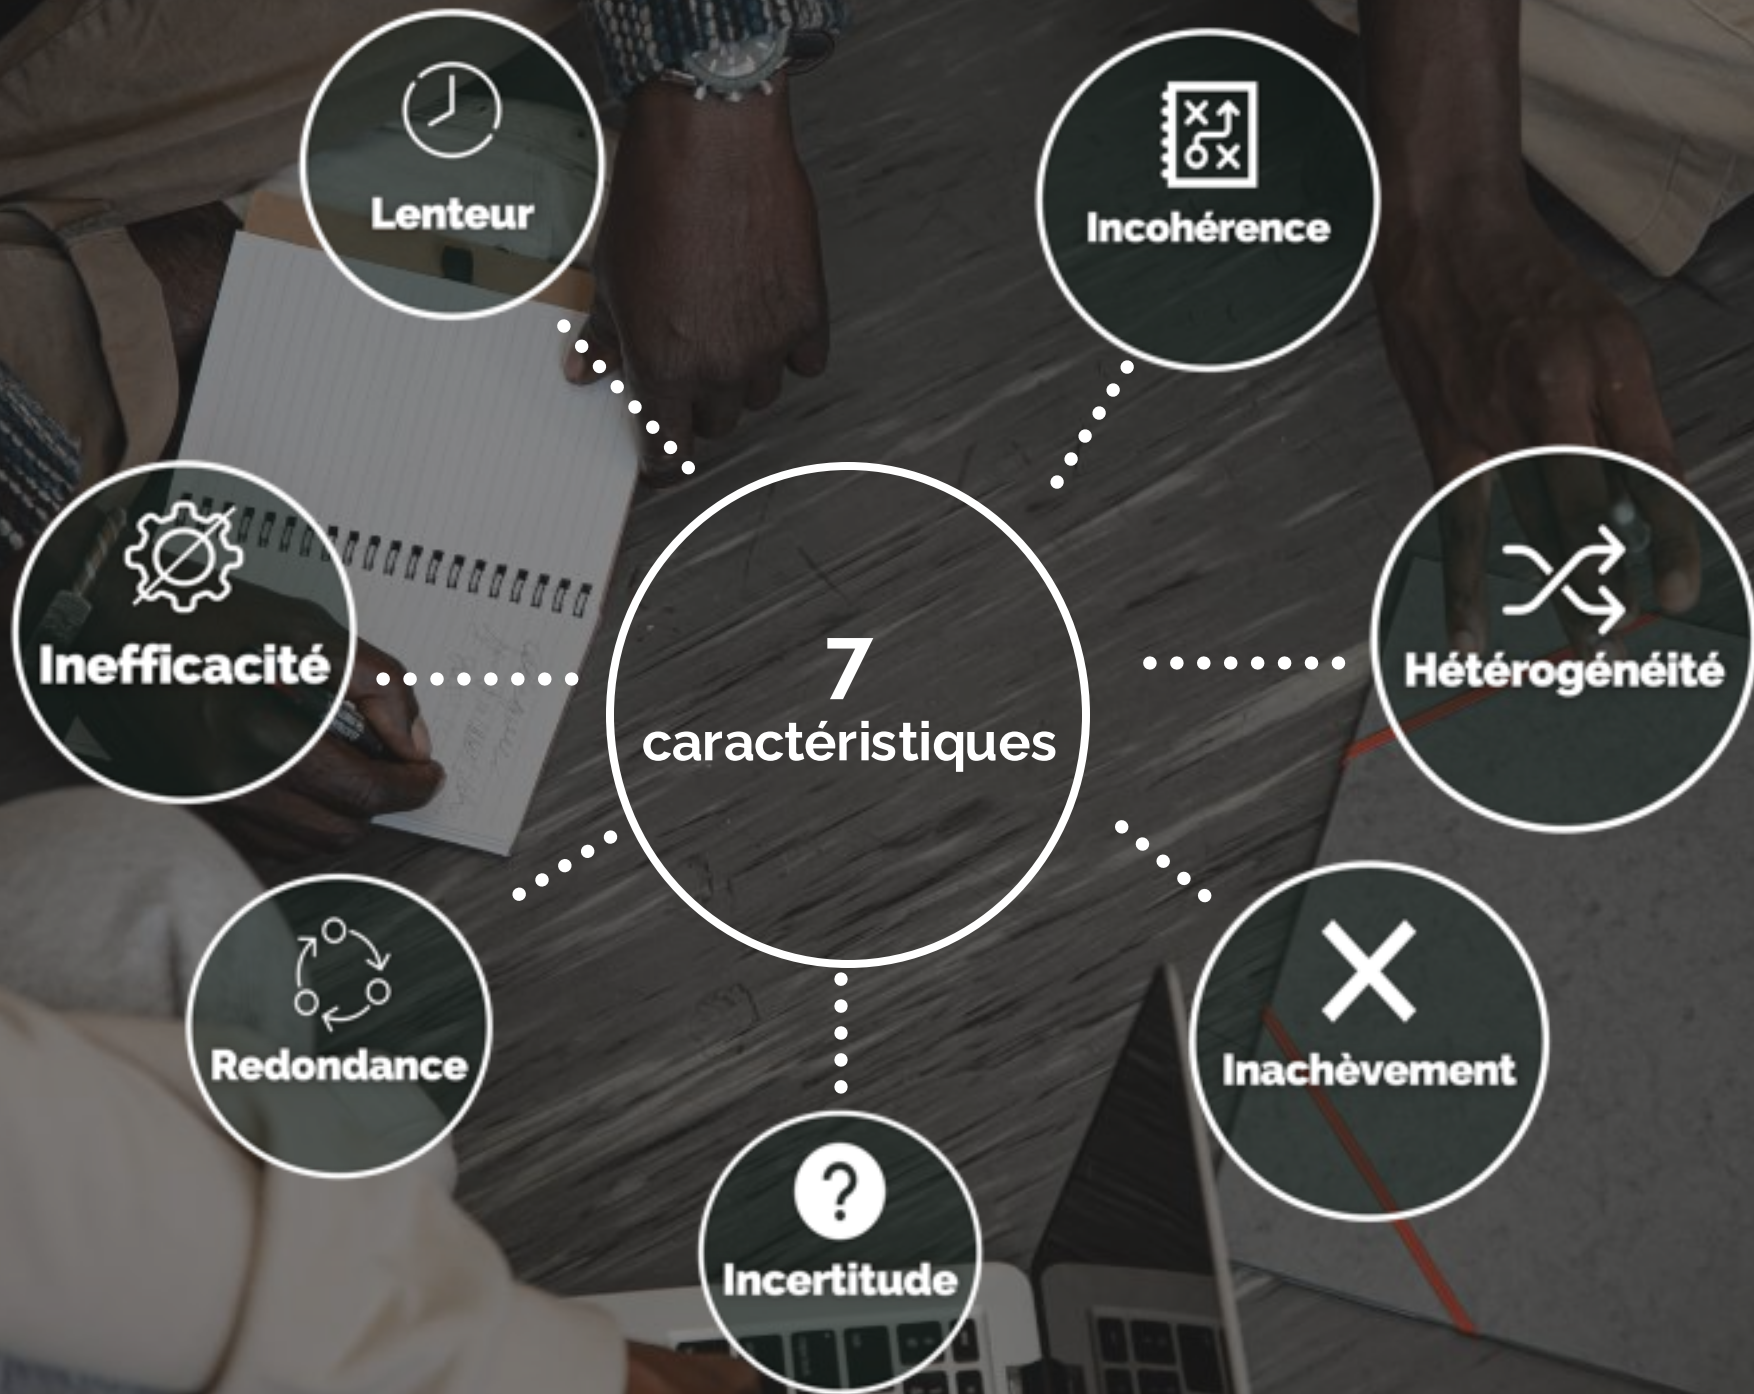 Lenteur
Incohérence
Inefficacité
7
caractéristiques
Hétérogénéité
Redondance
Inachèvement
Incertitude